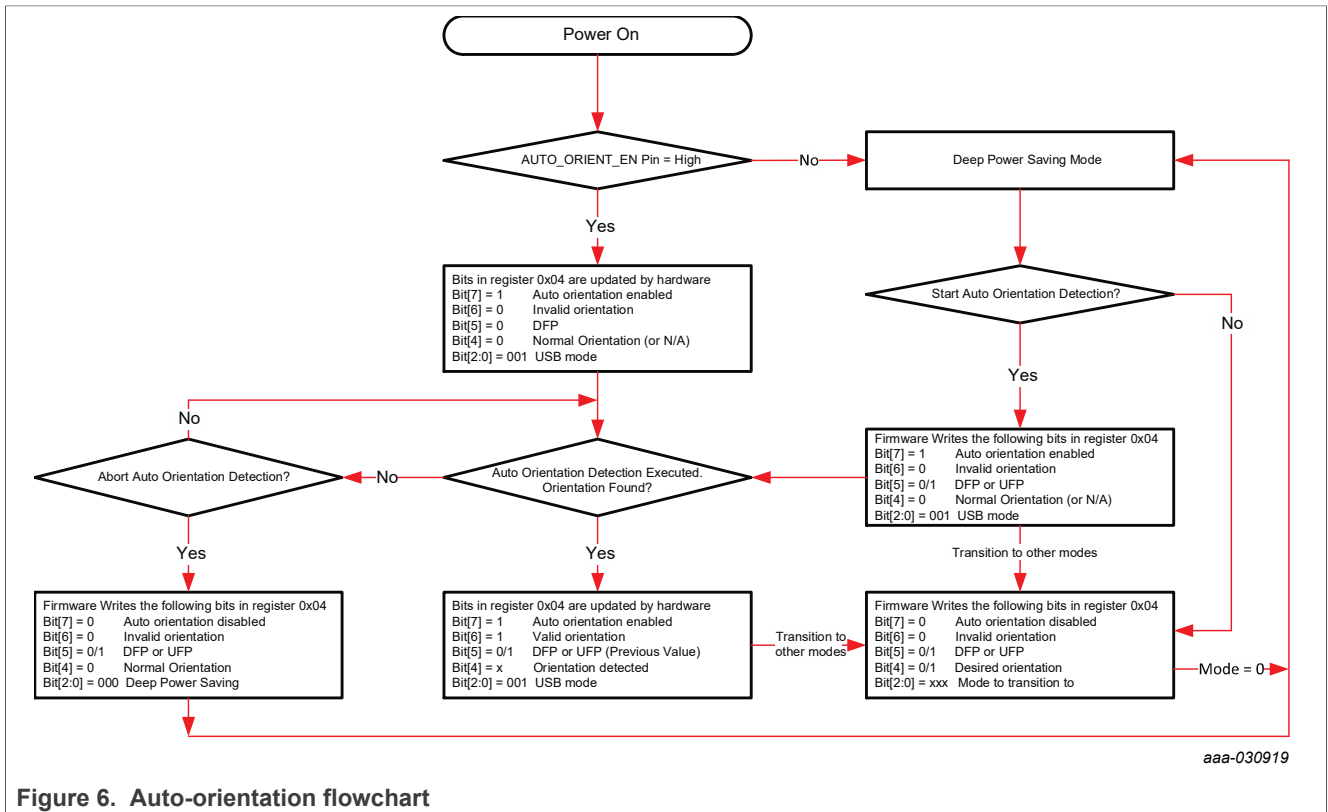 Power On
AUTO_ORIENT_EN Pin = High
No
Deep Power Saving Mode
Yes
Bits in register 0x04 are updated by hardware
Bit[7] = 1 Auto orientation enabled
Bit[6] = 0 Invalid orientation
Bit[5] = 0 DFP
Bit[4] = 0 Normal Orientation (or N/A)
Bit[2:0] = 001 USB mode
Start Auto Orientation Detection?
No
Yes
No
Abort Auto Orientation Detection?
No
Auto Orientation Detection Executed.
Orientation Found?
Firmware Writes the following bits in register 0x04
Bit[7] = 1 Auto orientation enabled
Bit[6] = 0 Invalid orientation
Bit[5] = 0/1 DFP or UFP
Bit[4] = 0 Normal Orientation (or N/A)
Bit[2:0] = 001 USB mode
Yes
Yes
Transition to other modes
Firmware Writes the following bits in register 0x04
Bit[7] = 0 Auto orientation disabled
Bit[6] = 0 Invalid orientation
Bit[5] = 0/1 DFP or UFP
Bit[4] = 0 Normal Orientation
Bit[2:0] = 000 Deep Power Saving
Bits in register 0x04 are updated by hardware
Bit[7] = 1 Auto orientation enabled
Bit[6] = 1 Valid orientation
Bit[5] = 0/1 DFP or UFP (Previous Value)
Bit[4] = x Orientation detected
Bit[2:0] = 001 USB mode
Transition to
other modes
Firmware Writes the following bits in register 0x04
Bit[7] = 0 Auto orientation disabled
Bit[6] = 0 Invalid orientation
Bit[5] = 0/1 DFP or UFP
Bit[4] = 0/1 Desired orientation
Bit[2:0] = xxx Mode to transition to
Mode = 0
aaa-030919
Figure 6. Auto-orientation flowchart